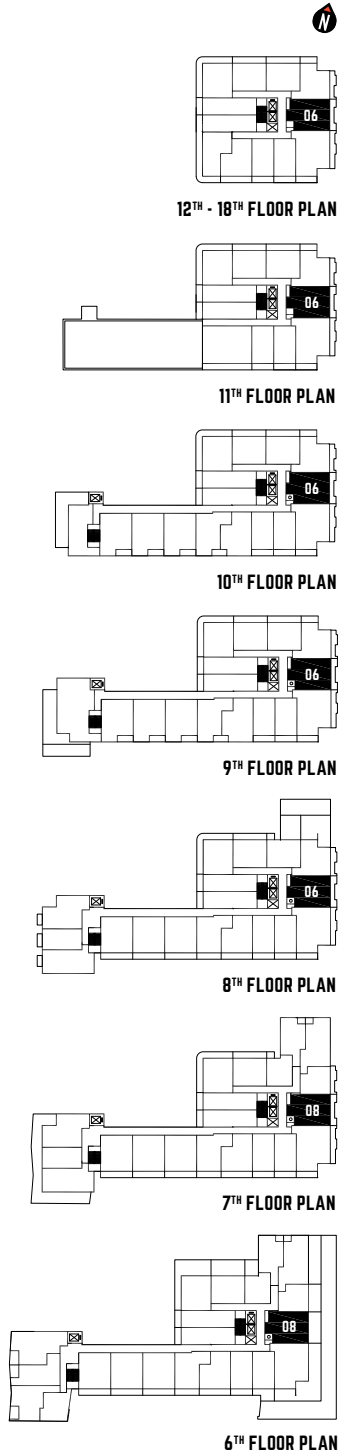 N
06
12TH - 18TH FLOOR PLAN
06
11TH FLOOR PLAN
06
10TH FLOOR PLAN
06
9TH FLOOR PLAN
06
8TH FLOOR PLAN
08
7TH FLOOR PLAN
08
6TH FLOOR PLAN